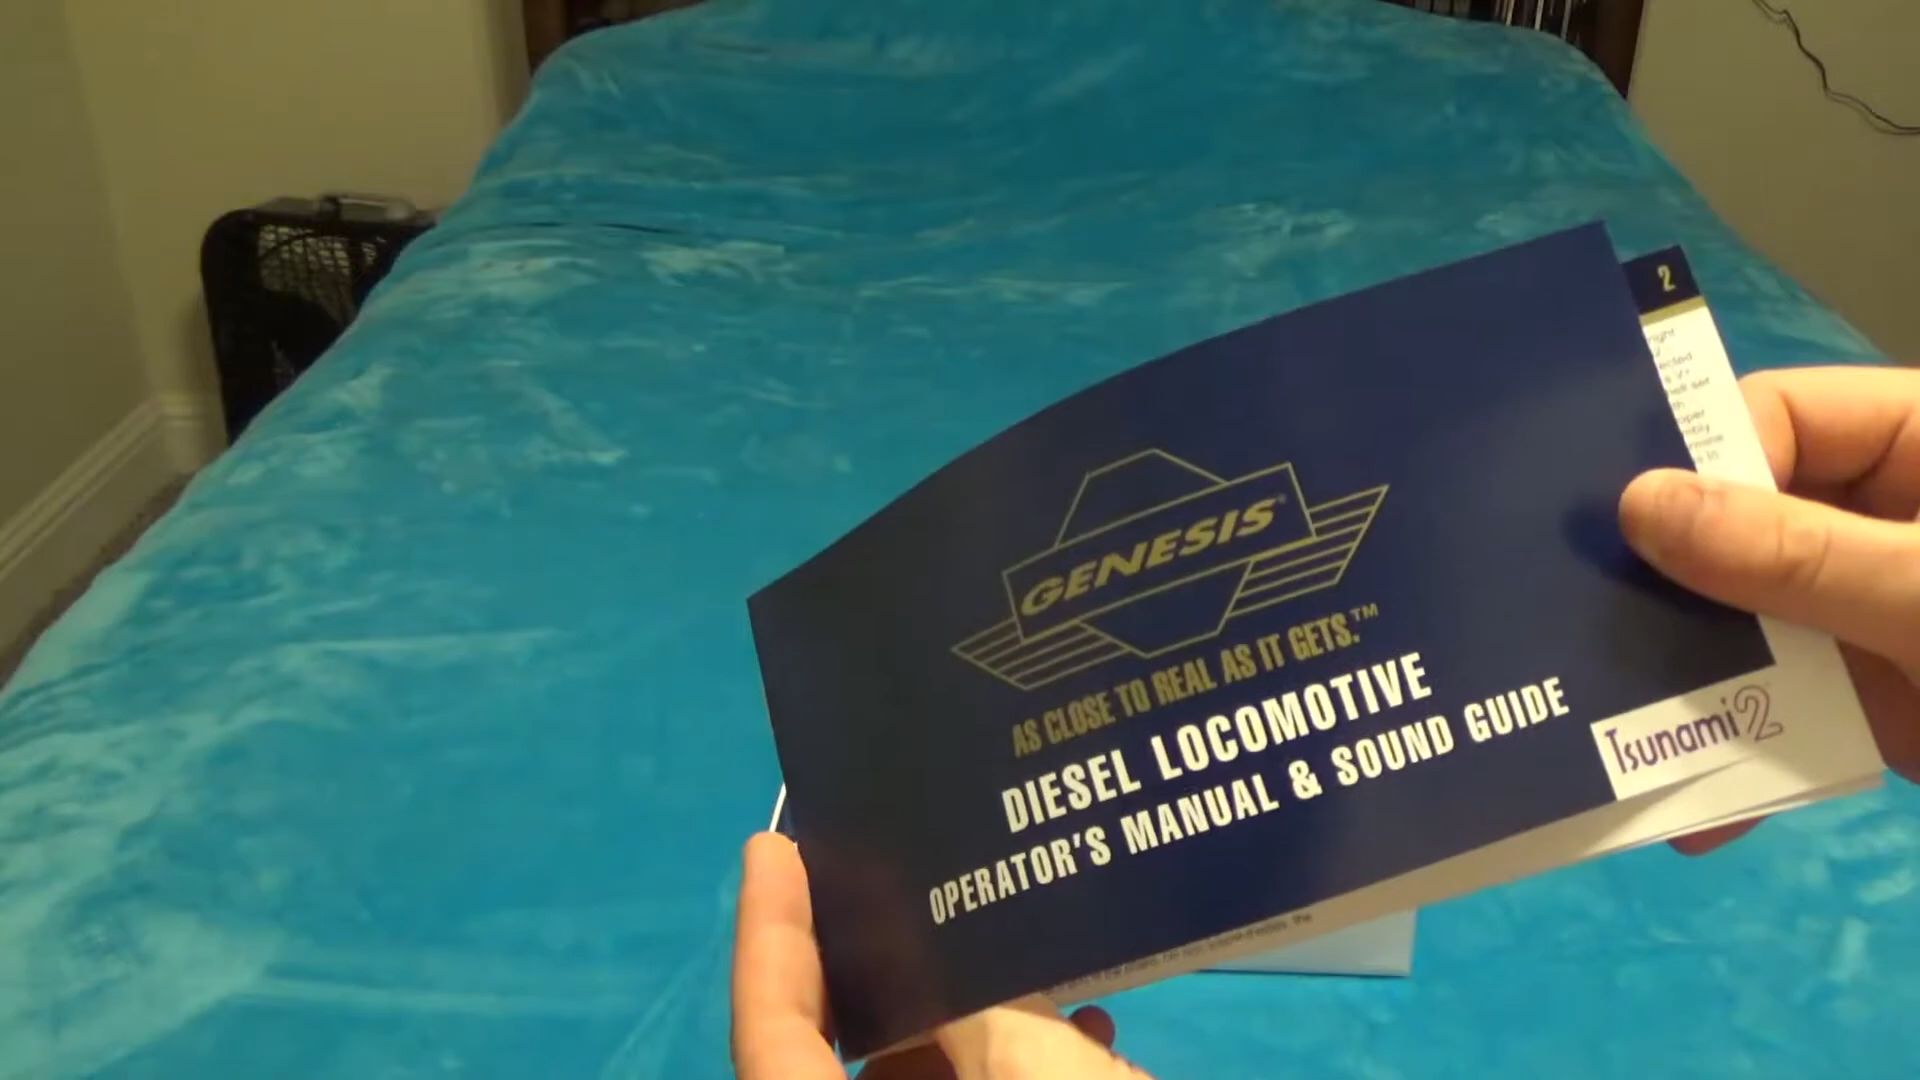 GENESIS®
AS CLOSE TO REAL AS IT GETS.™
DIESEL LOCOMOTIVE
OPERATOR'S MANUAL & SOUND GUIDE
Tsunami2
2